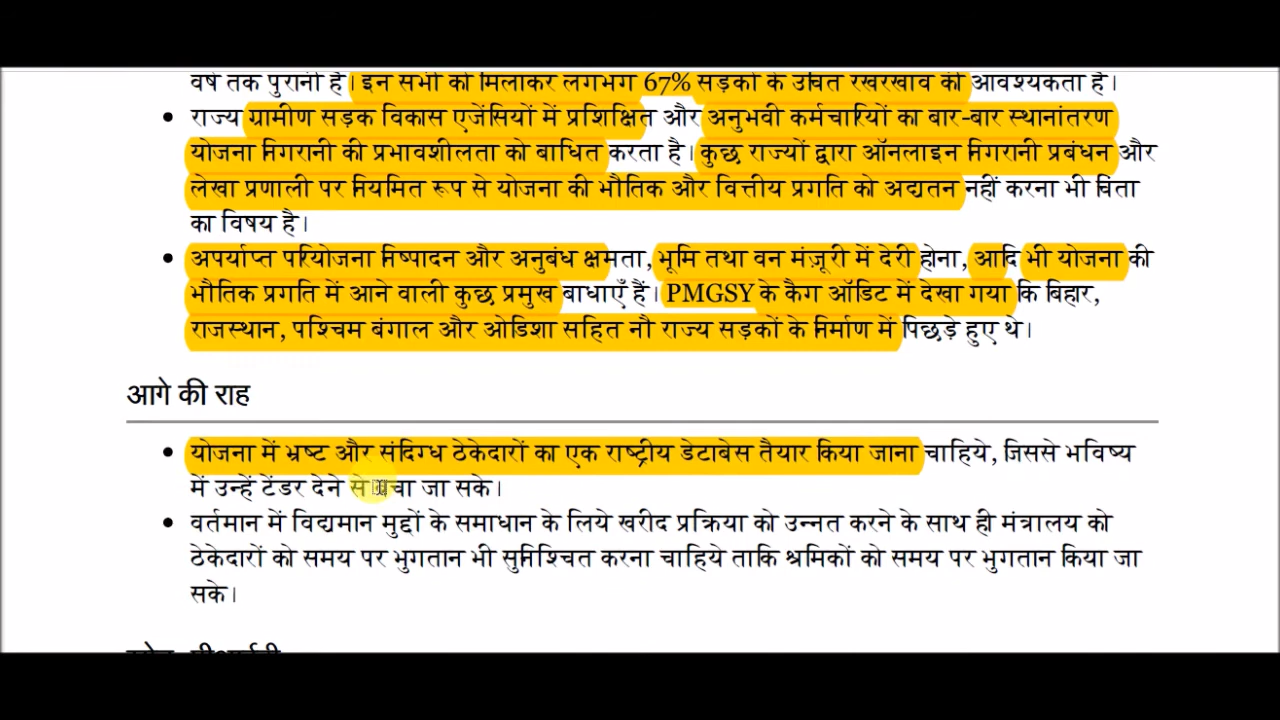 वर्ष तक पुरानी है। इन सभी को मिलाकर लगभग 67% सड़कों के उचित रखरखाव की आवश्यकता है।
• राज्य ग्रामीण सड़क विकास एजेंसियों में प्रशिक्षित और अनुभवी कर्मचारियों का बार-बार स्थानांतरण
योजना निगरानी की प्रभावशीलता को बाधित करता है। कुछ राज्यों द्वारा ऑनलाइन निगरानी प्रबंधन और
लेखा प्रणाली पर नियमित रूप से योजना की भौतिक और वित्तीय प्रगति को अद्यतन नहीं करना भी चिंता
का विषय है।
• अपर्याप्त परियोजना निष्पादन और अनुबंध क्षमता, भूमि तथा वन मंज़ूरी में देरी होना, आदि भी योजना की
भौतिक प्रगति में आने वाली कुछ प्रमुख बाधाएँ हैं। PMGSY के कैग ऑडिट में देखा गया कि बिहार,
राजस्थान, पश्चिम बंगाल और ओडिशा सहित नौ राज्य सड़कों के निर्माण में पिछड़े हुए थे।
आगे की राह
• योजना में भ्रष्ट और संदिग्ध ठेकेदारों का एक राष्ट्रीय डेटाबेस तैयार किया जाना चाहिये, जिससे भविष्य
में उन्हें टेंडर देने से बचा जा सके।
• वर्तमान में विद्यमान मुद्दों के समाधान के लिये खरीद प्रक्रिया को उन्नत करने के साथ ही मंत्रालय को
ठेकेदारों को समय पर भुगतान भी सुनिश्चित करना चाहिये ताकि श्रमिकों को समय पर भुगतान किया जा
सके।